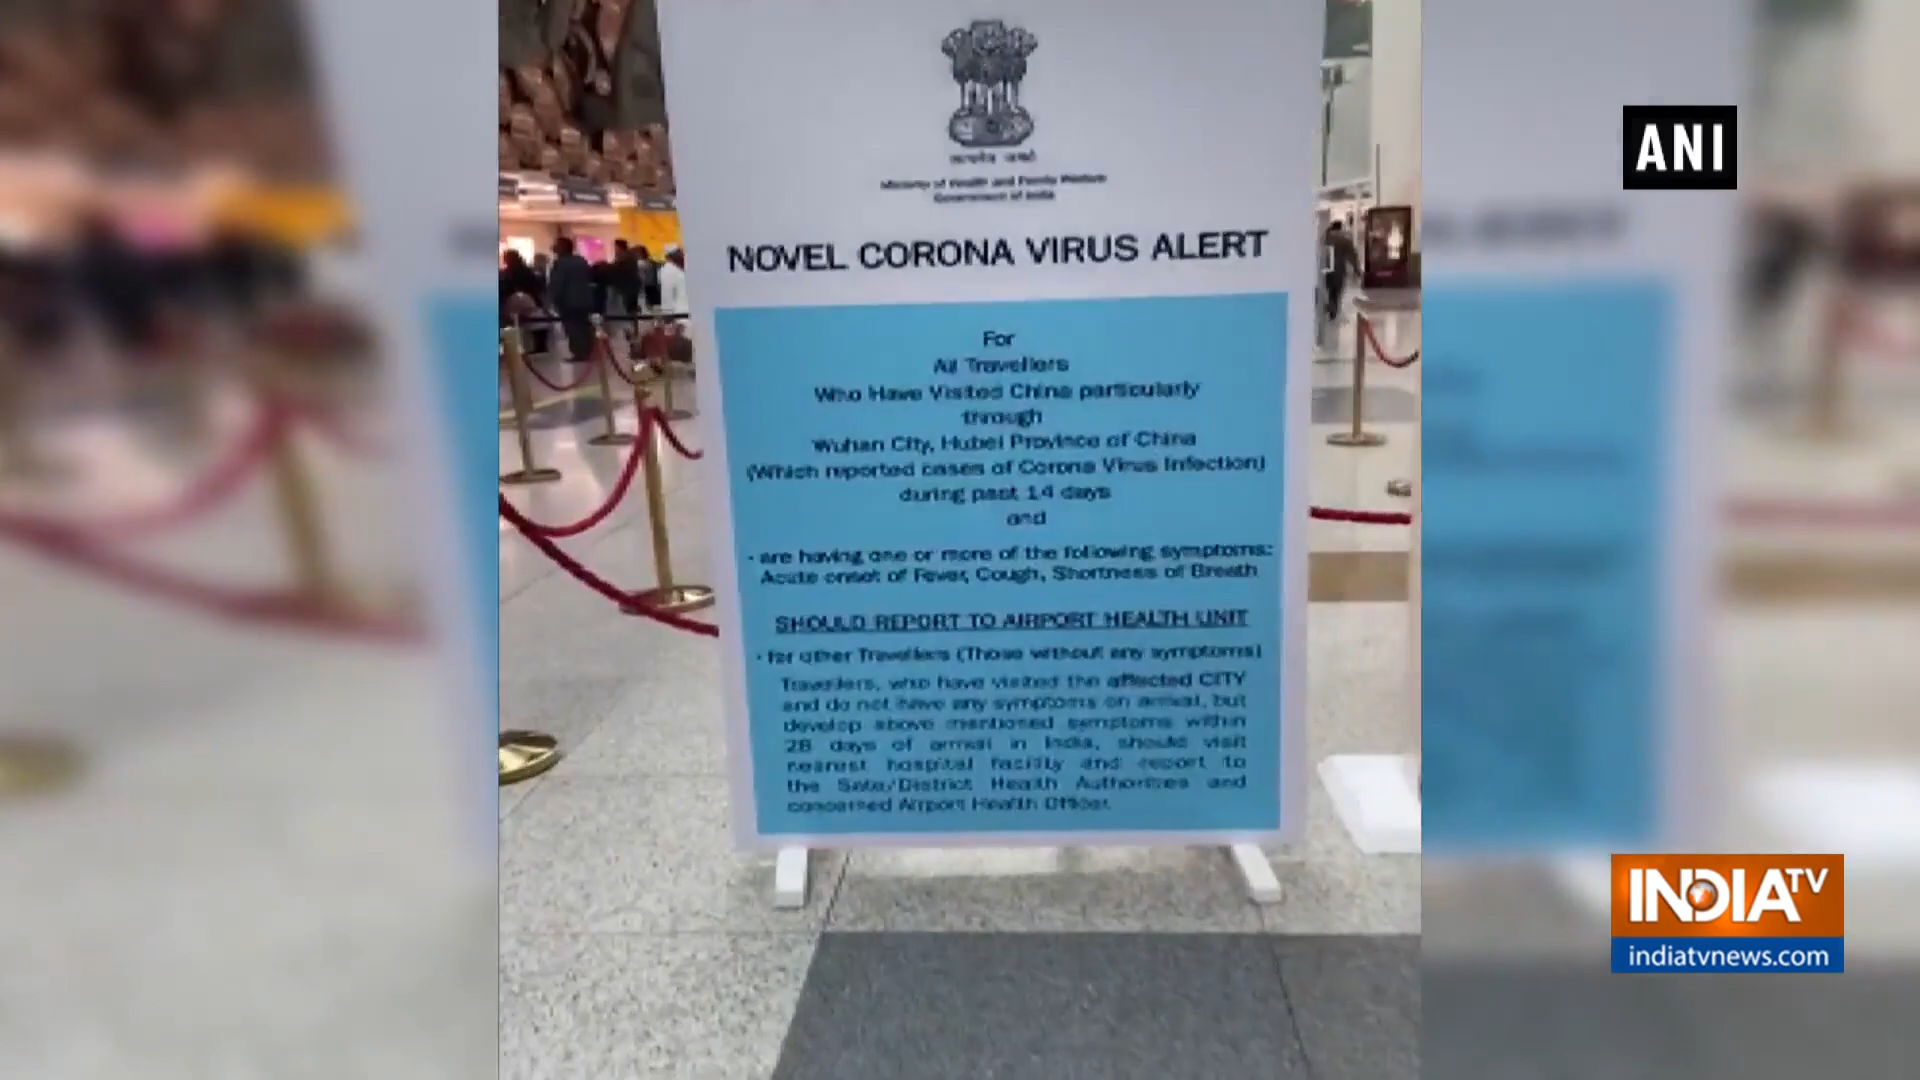 ANI
सत्यमेव जयते
Ministry of Health and Family Welfare
Government of India
NOVEL CORONA VIRUS ALERT
For
All Travellers
Who Have Visited China particularly
through
Wuhan City, Hubei Province of China
(Which reported cases of Corona Virus Infection)
during past 14 days
and
· are having one or more of the following symptoms:
Acute onset of Fever, Cough, Shortness of Breath
SHOULD REPORT TO AIRPORT HEALTH UNIT
· for other Travellers (Those without any symptoms)
Travellers, who have visited the affected CITY
and do not have any symptoms on arrival, but
develop above mentioned symptoms within
28 days of arrival in India, should visit
nearest hospital facility and report to
the State/District Health Authorities and
concerned Airport Health Officer.
INDIA TV
indiatvnews.com